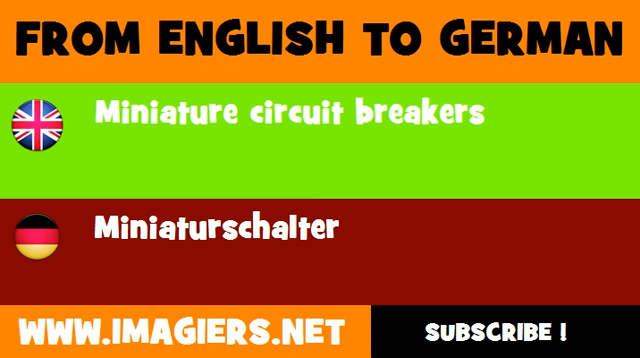 FROM ENGLISH TO GERMAN
Miniature circuit breakers
Miniaturschalter
WWW.IMAGIERS.NET
SUBSCRIBE !